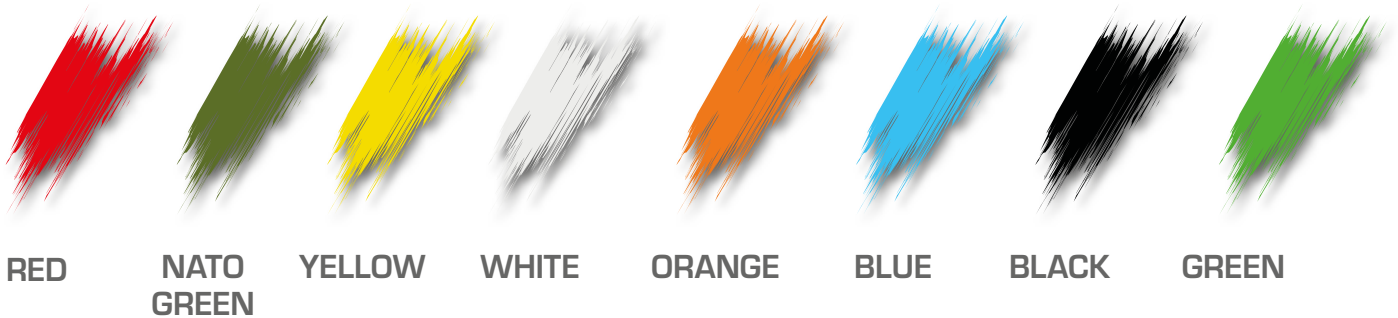 RED
NATO
GREEN
YELLOW
WHITE
ORANGE
BLUE
BLACK
GREEN